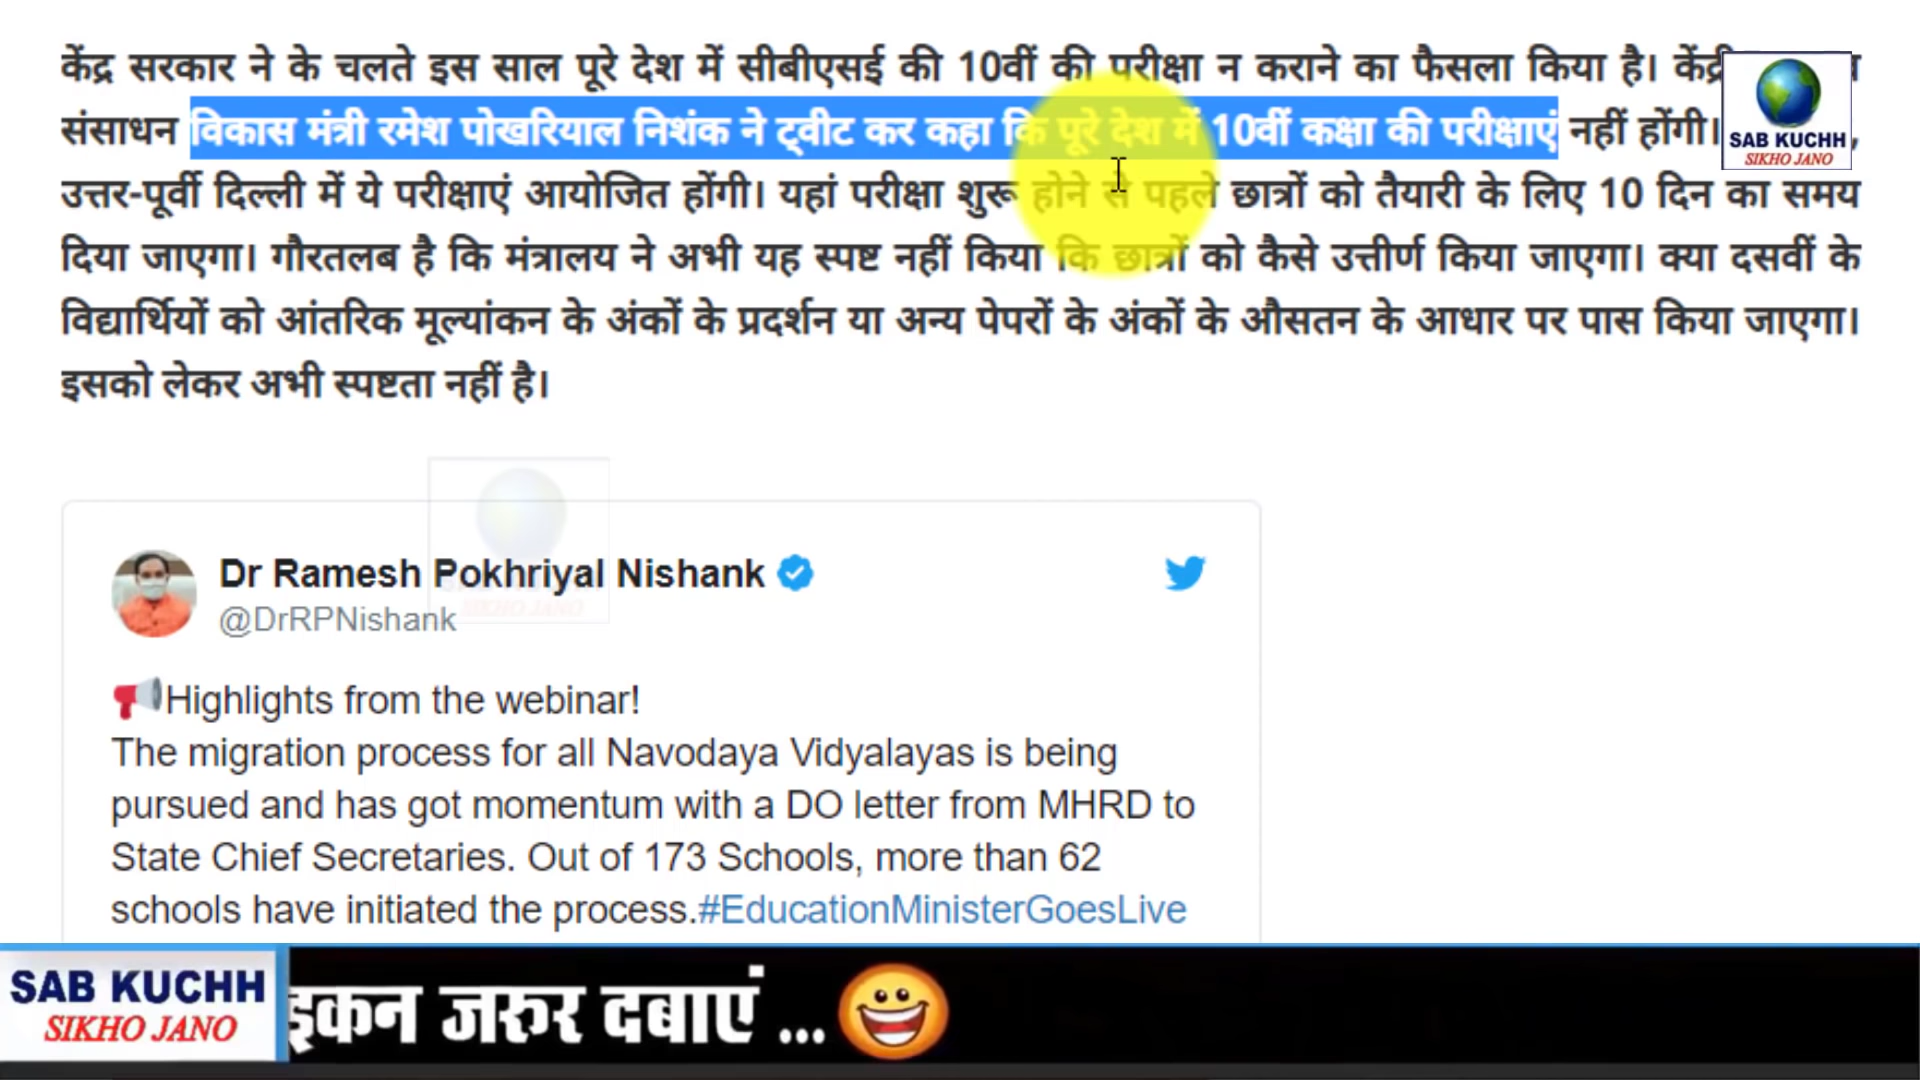 केंद्र सरकार ने के चलते इस साल पूरे देश में सीबीएसई की 10वीं की परीक्षा न कराने का फैसला किया है।
संसाधन विकास मंत्री रमेश पोखरियाल निशंक ने ट्वीट कर कहा कि पूरे देश में 10वीं कक्षा की परीक्षाएं नहीं होंगी।
उत्तर-पूर्वी दिल्ली में ये परीक्षाएं आयोजित होंगी। यहां परीक्षा शुरू होने से पहले छात्रों को तैयारी के लिए 10 दिन का समय
दिया जाएगा। गौरतलब है कि मंत्रालय ने अभी यह स्पष्ट नहीं किया कि छात्रों को कैसे उत्तीर्ण किया जाएगा। क्या दसवीं के
विद्यार्थियों को आंतरिक मूल्यांकन के अंकों के प्रदर्शन या अन्य पेपरों के अंकों के औसतन के आधार पर पास किया जाएगा।
इसको लेकर अभी स्पष्टता नहीं है।
SAB KUCHH
SIKHO JANO
Dr Ramesh Pokhriyal Nishank
@DrRPNishank
SIKHO JANO
Highlights from the webinar!
The migration process for all Navodaya Vidyalayas is being
pursued and has got momentum with a DO letter from MHRD to
State Chief Secretaries. Out of 173 Schools, more than 62
schools have initiated the process.#EducationMinisterGoesLive
SAB KUCHH
SIKHO JANO
इकन जरुर दबाएं ...